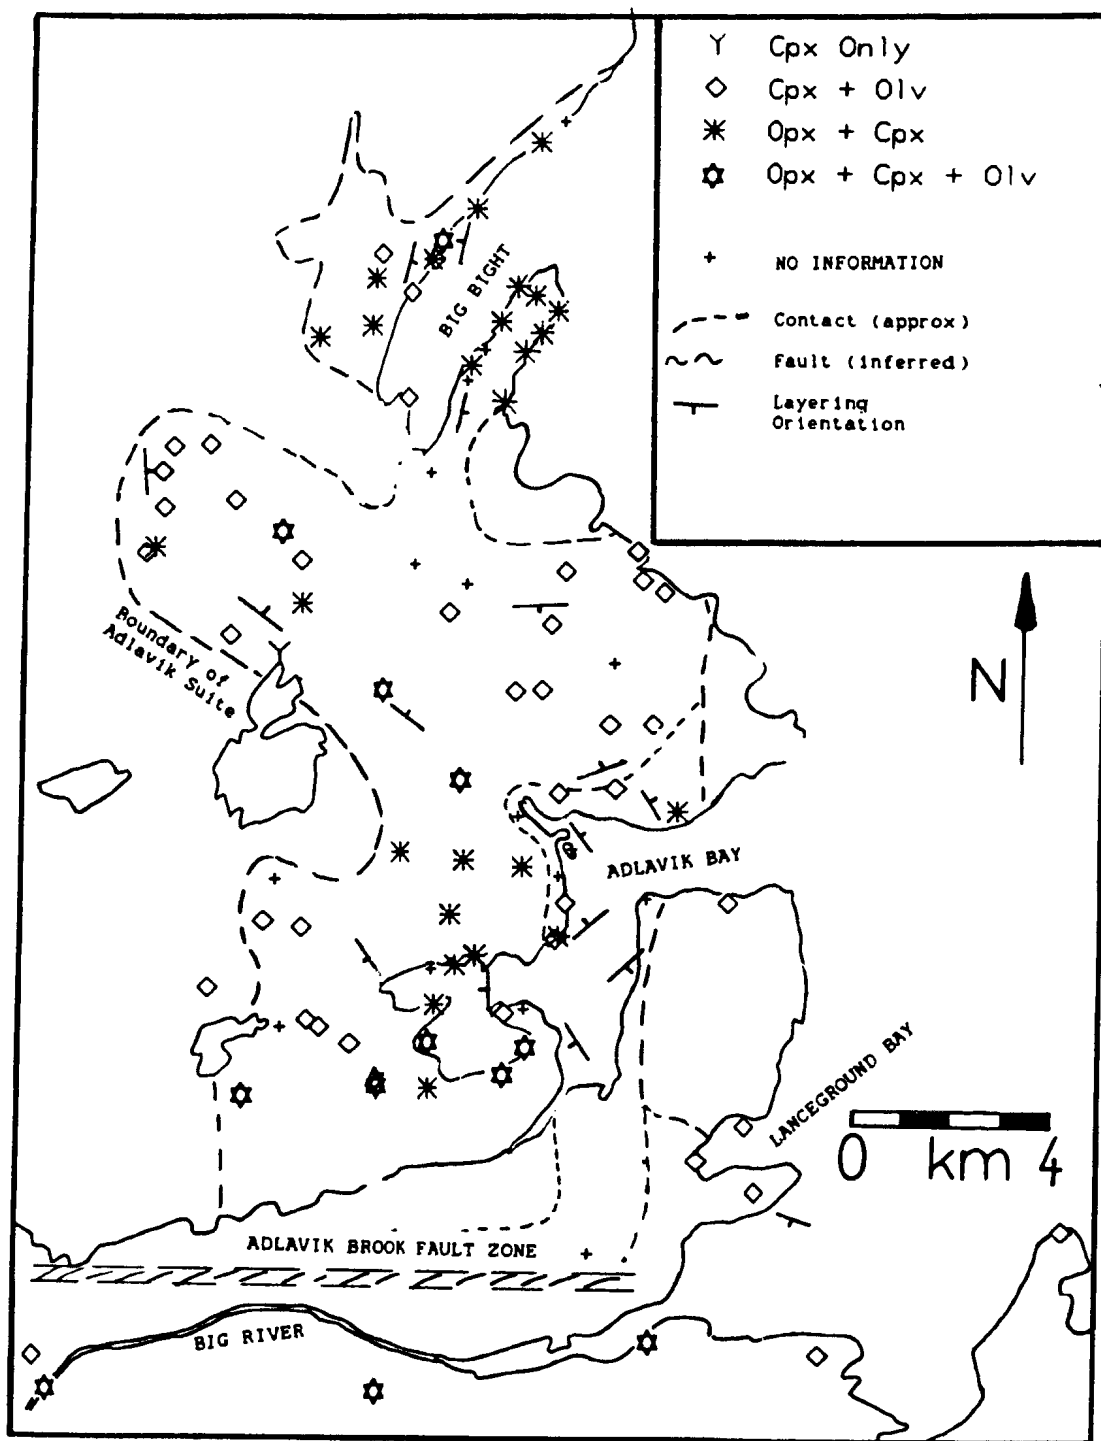 Cpx Only
Cpx + Olv
Opx + Cpx
Opx + Cpx + Olv
NO INFORMATION
Contact (approx)
Fault (inferred)
Layering
Orientation
BIG BIGHT
Boundary of
Adlavik Suite
N
ADLAVIK BAY
LANCEGROUND BAY
0 km 4
ADLAVIK BROOK FAULT ZONE
BIG RIVER